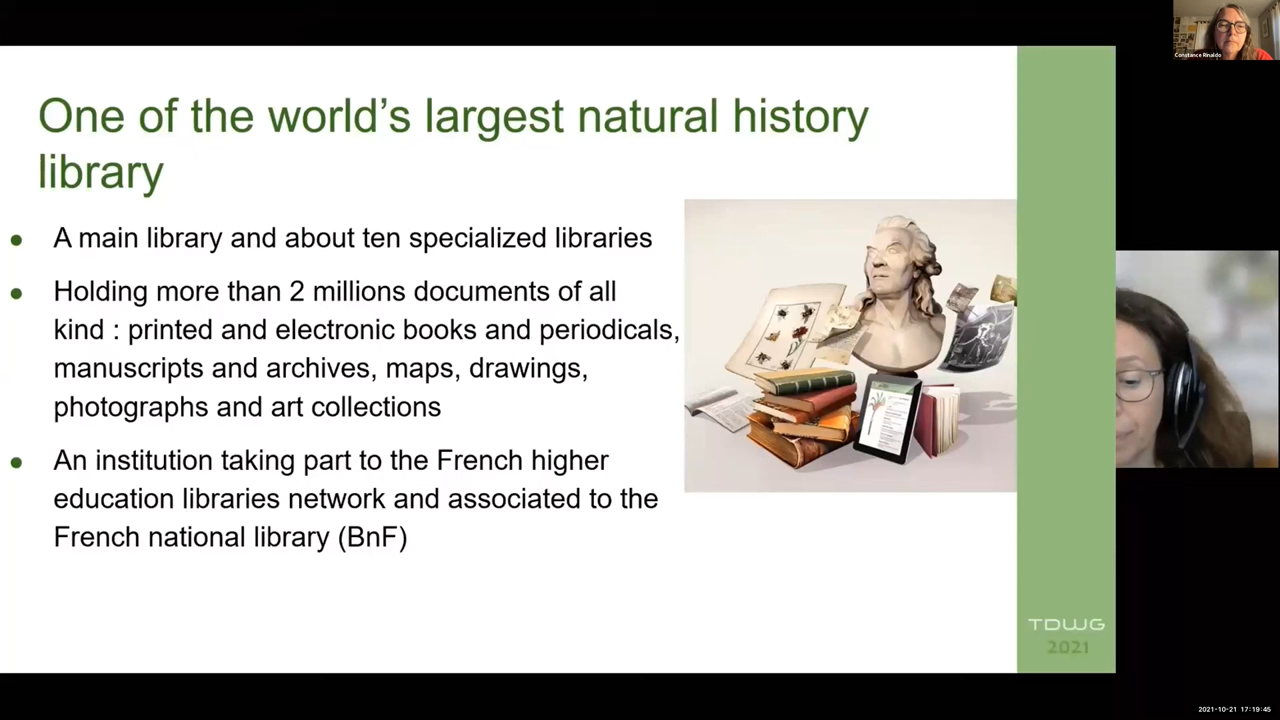 Constance Rinaldo
One of the world's largest natural history
library
A main library and about ten specialized libraries
Holding more than 2 millions documents of all
kind : printed and electronic books and periodicals,
manuscripts and archives, maps, drawings,
photographs and art collections
An institution taking part to the French higher
education libraries network and associated to the
French national library (BnF)
TDWG
2021
2021-10-21 17:19:45